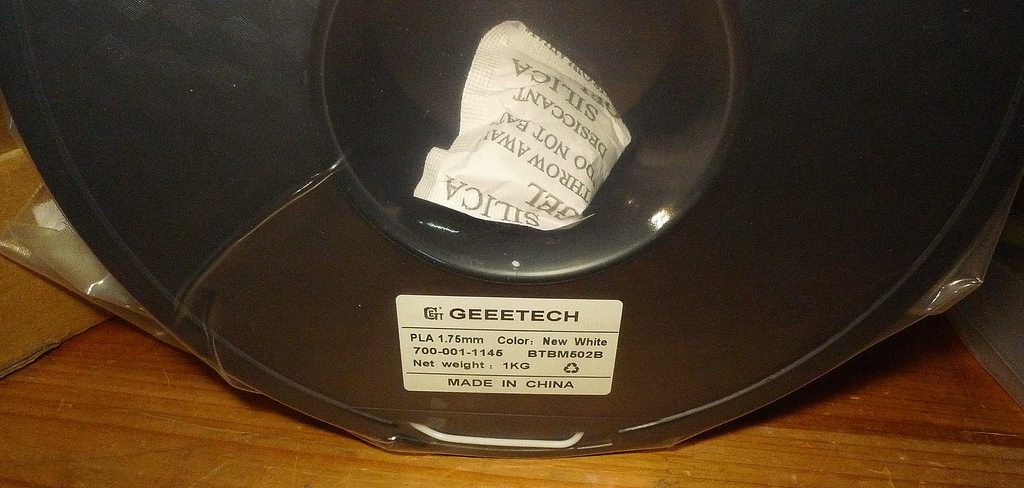 SILICA
DESICCANT
DO NOT EAT
THROW AWAY
SILICA
GEL
GEEETECH
PLA 1.75mm Color: New White
700-001-1145 BTBM502B
Net weight : 1KG
MADE IN CHINA